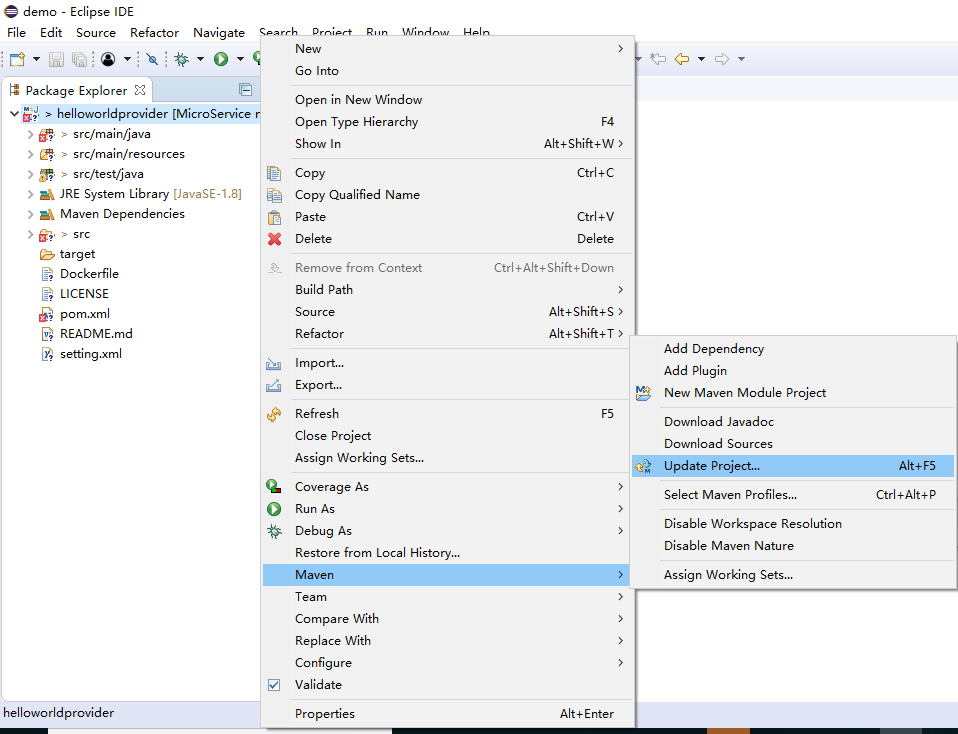 demo - Eclipse IDE
File Edit Source Refactor Navigate Search Project Run Window Help
Package Explorer
> helloworldprovider [MicroService
> src/main/java
> src/main/resources
> src/test/java
JRE System Library [JavaSE-1.8]
Maven Dependencies
> src
target
Dockerfile
LICENSE
pom.xml
README.md
setting.xml
helloworldprovider
New
Go Into
Open in New Window
Open Type Hierarchy F4
Show In Alt+Shift+W
Copy Ctrl+C
Copy Qualified Name
Paste Ctrl+V
Delete Delete
Remove from Context Ctrl+Alt+Shift+Down
Build Path
Source Alt+Shift+S
Refactor Alt+Shift+T
Import...
Export...
Refresh F5
Close Project
Assign Working Sets...
Coverage As
Run As
Debug As
Restore from Local History...
Maven
Team
Compare With
Replace With
Configure
Validate
Properties Alt+Enter
Add Dependency
Add Plugin
New Maven Module Project
Download Javadoc
Download Sources
Update Project... Alt+F5
Select Maven Profiles... Ctrl+Alt+P
Disable Workspace Resolution
Disable Maven Nature
Assign Working Sets...